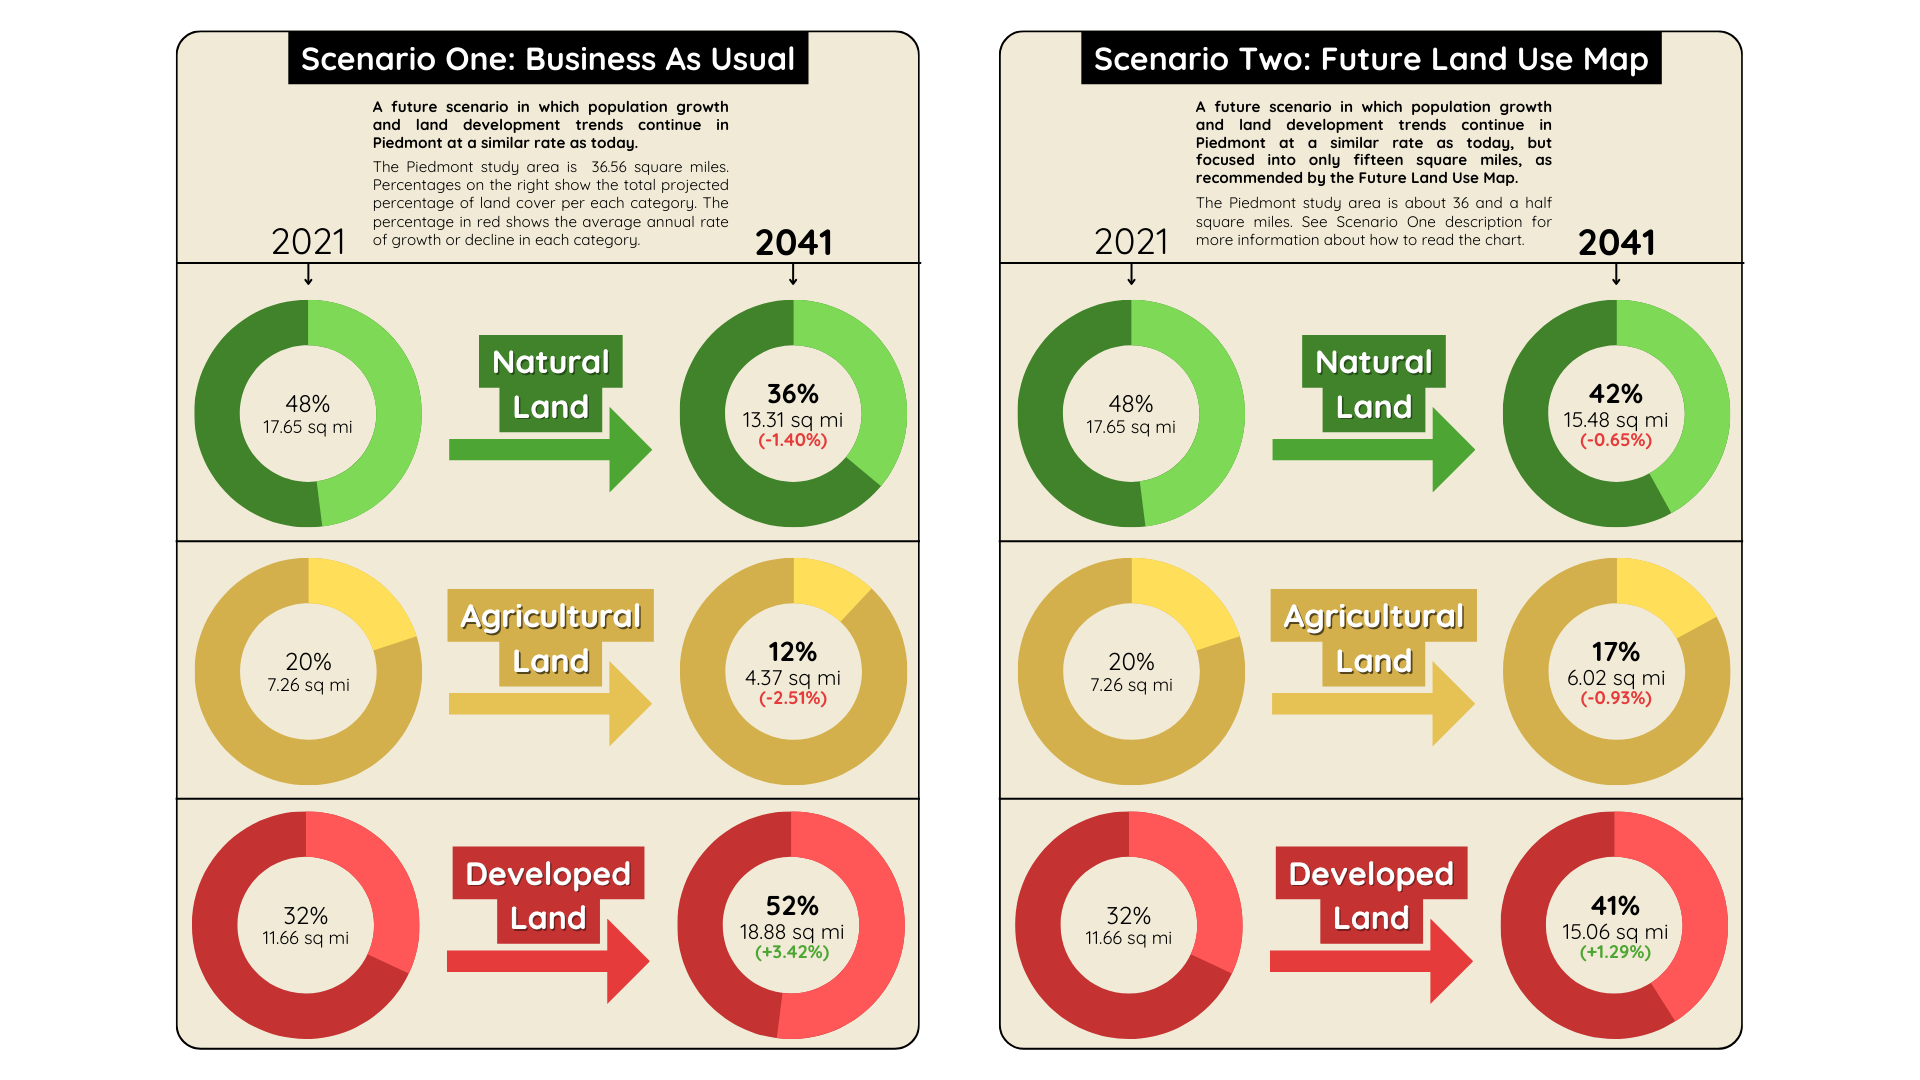 Scenario One: Business As Usual
A future scenario in which population growth
and land development trends continue in
Piedmont at a similar rate as today.
The Piedmont study area is 36.56 square miles.
Percentages on the right show the total projected
percentage of land cover per each category. The
percentage in red shows the average annual rate
of growth or decline in each category.
2021
2041
48%
17.65 sq mi
Natural
Land
36%
13.31 sq mi
(-1.40%)
20%
7.26 sq mi
Agricultural
Land
12%
4.37 sq mi
(-2.51%)
32%
11.66 sq mi
Developed
Land
52%
18.88 sq mi
(+3.42%)
Scenario Two: Future Land Use Map
A future scenario in which population growth
and land development trends continue in
Piedmont at a similar rate as today, but
focused into only fifteen square miles, as
recommended by the Future Land Use Map.
The Piedmont study area is about 36 and a half
square miles. See Scenario One description for
more information about how to read the chart.
2021
2041
48%
17.65 sq mi
Natural
Land
42%
15.48 sq mi
(-0.65%)
20%
7.26 sq mi
Agricultural
Land
17%
6.02 sq mi
(-0.93%)
32%
11.66 sq mi
Developed
Land
41%
15.06 sq mi
(+1.29%)